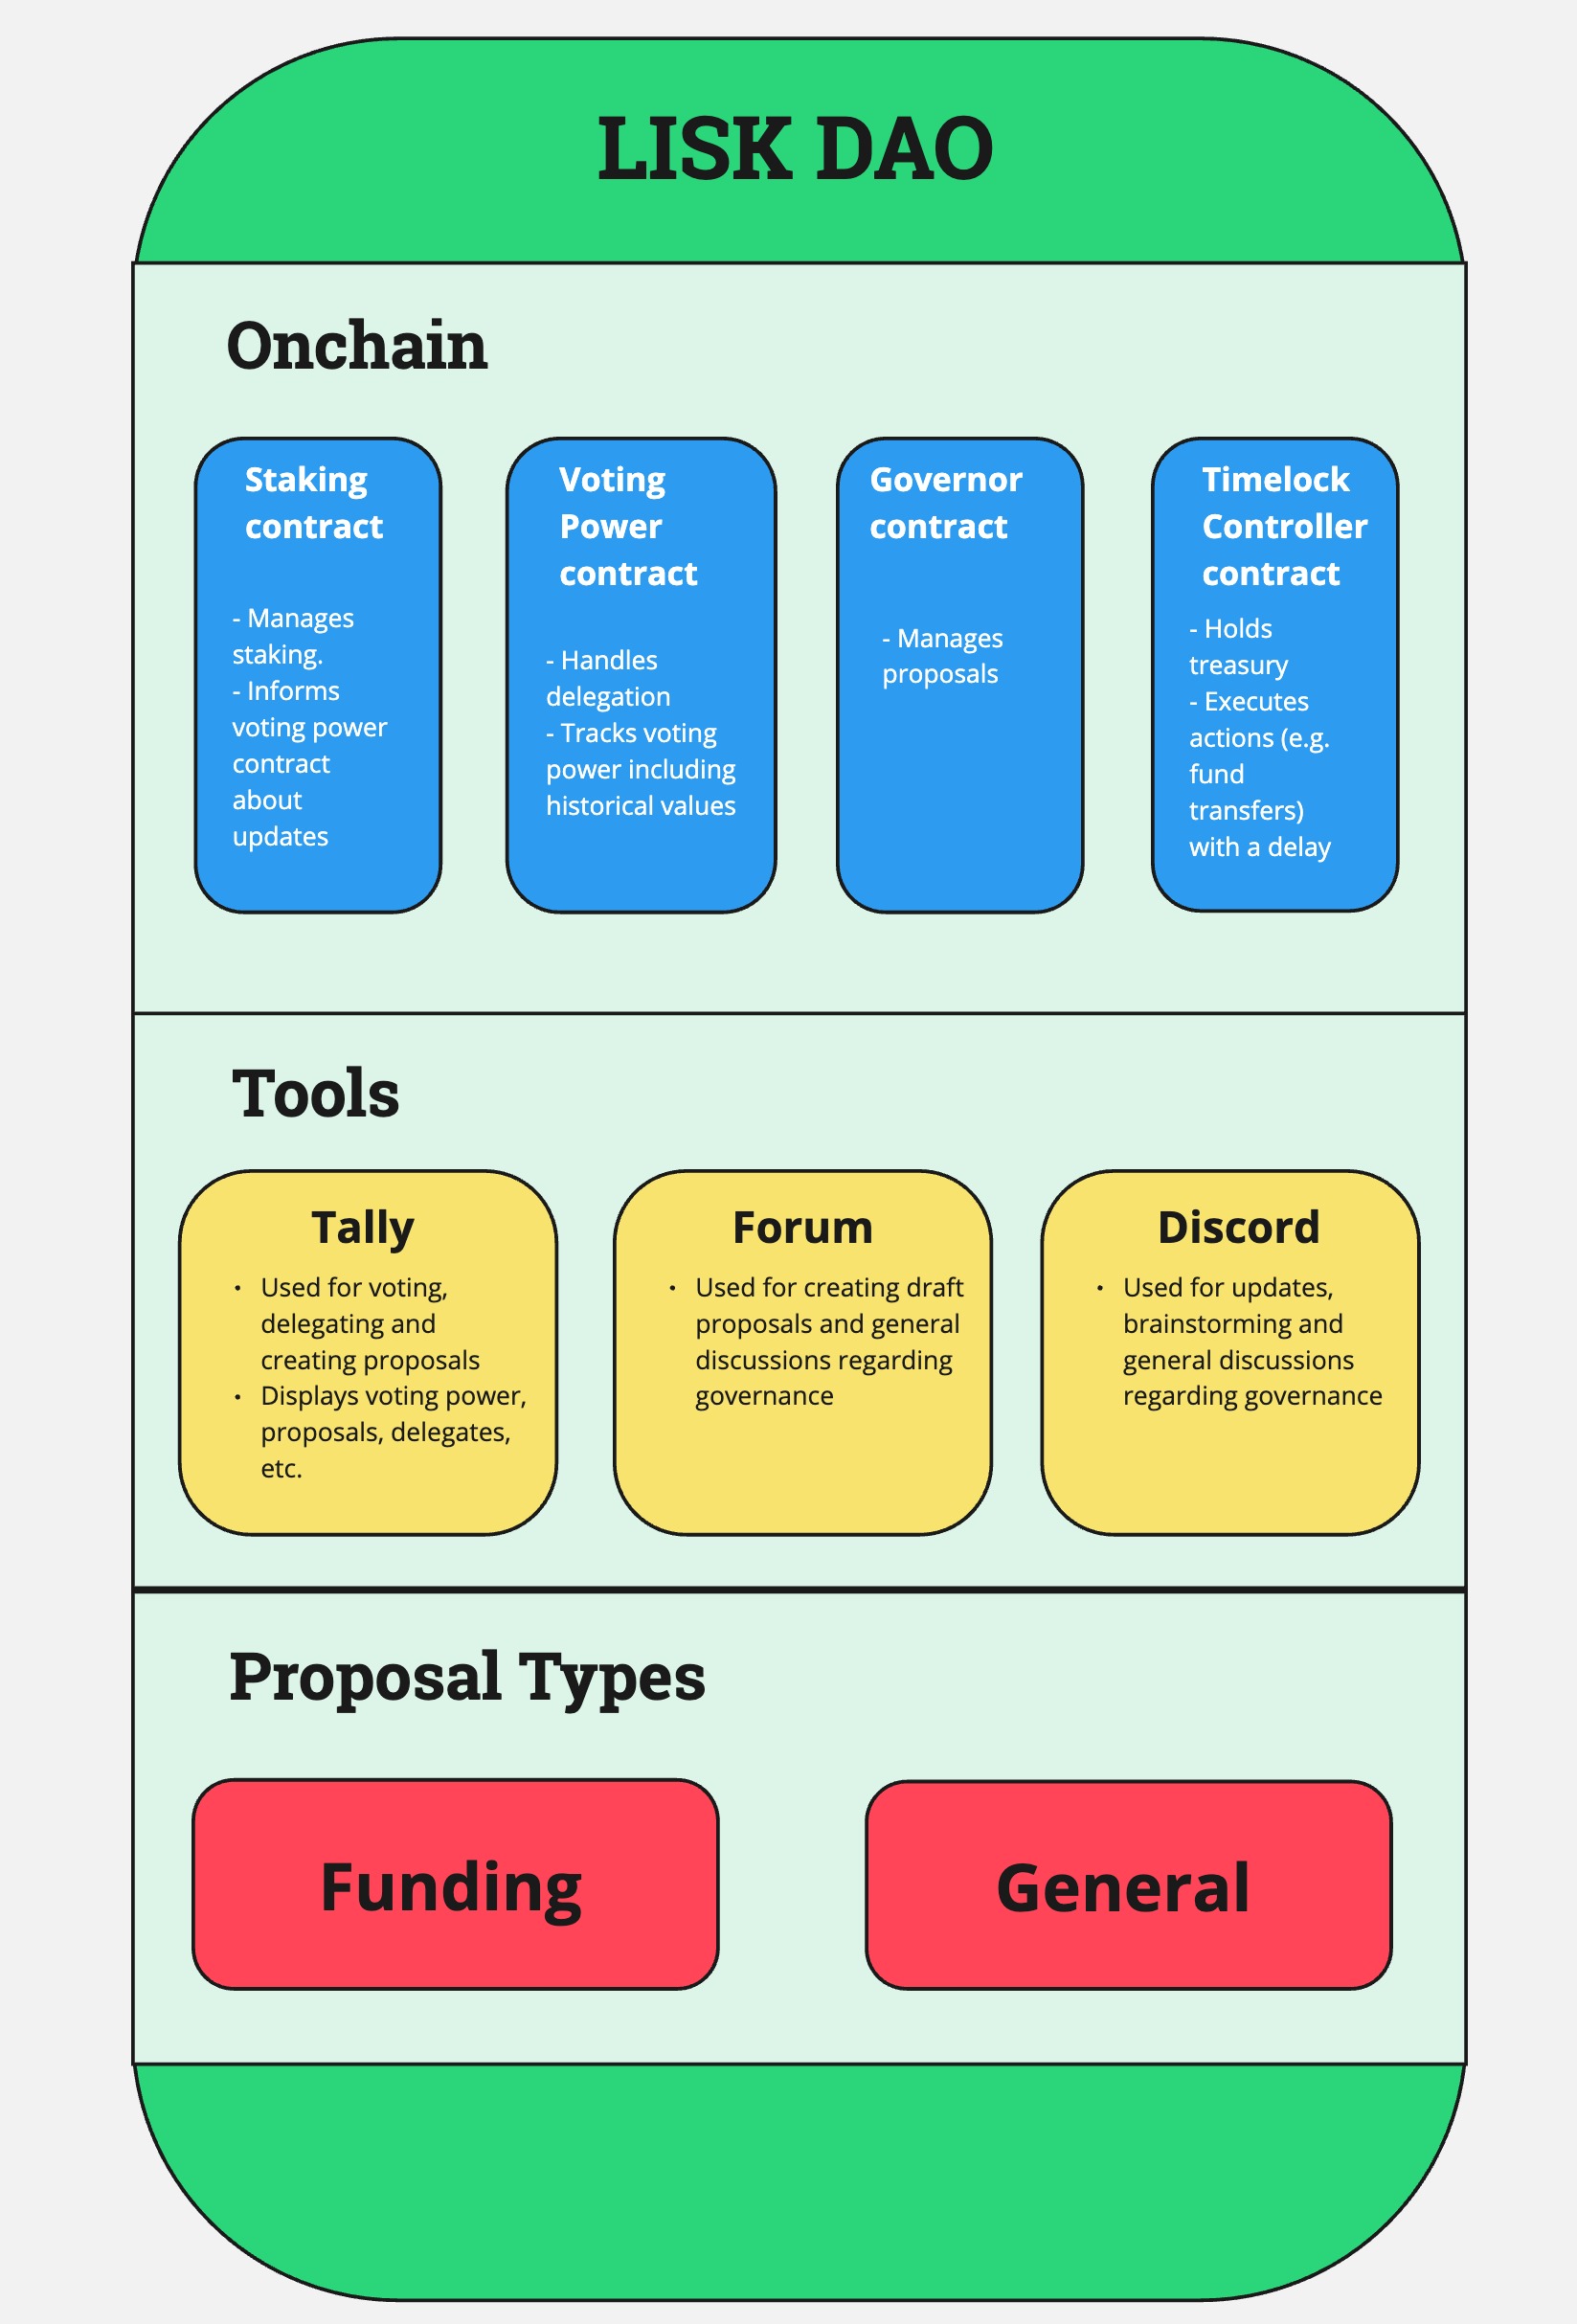 LISK DAO
Onchain
Staking
contract
- Manages
staking.
- Informs
voting power
contract
about
updates
Voting
Power
contract
- Handles
delegation
- Tracks voting
power including
historical values
Governor
contract
- Manages
proposals
Timelock
Controller
contract
- Holds
treasury
- Executes
actions (e.g.
fund
transfers)
with a delay
Tools
Tally
• Used for voting,
delegating and
creating proposals
• Displays voting power,
proposals, delegates,
etc.
Forum
• Used for creating draft
proposals and general
discussions regarding
governance
Discord
• Used for updates,
brainstorming and
general discussions
regarding governance
Proposal Types
Funding
General